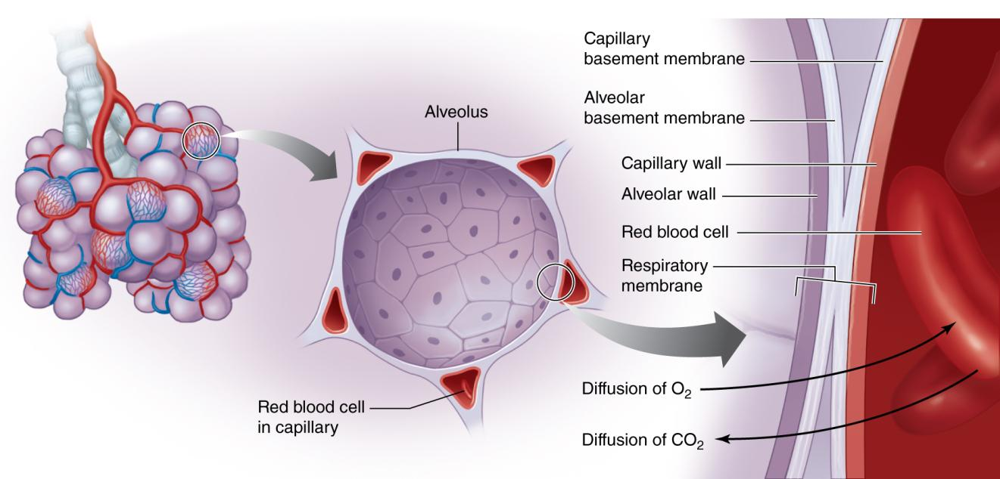 Capillary
basement membrane
Alveolar
basement membrane
Alveolus
Capillary wall
Alveolar wall
Red blood cell
Respiratory
membrane
Diffusion of O₂
Red blood cell
in capillary
Diffusion of CO₂